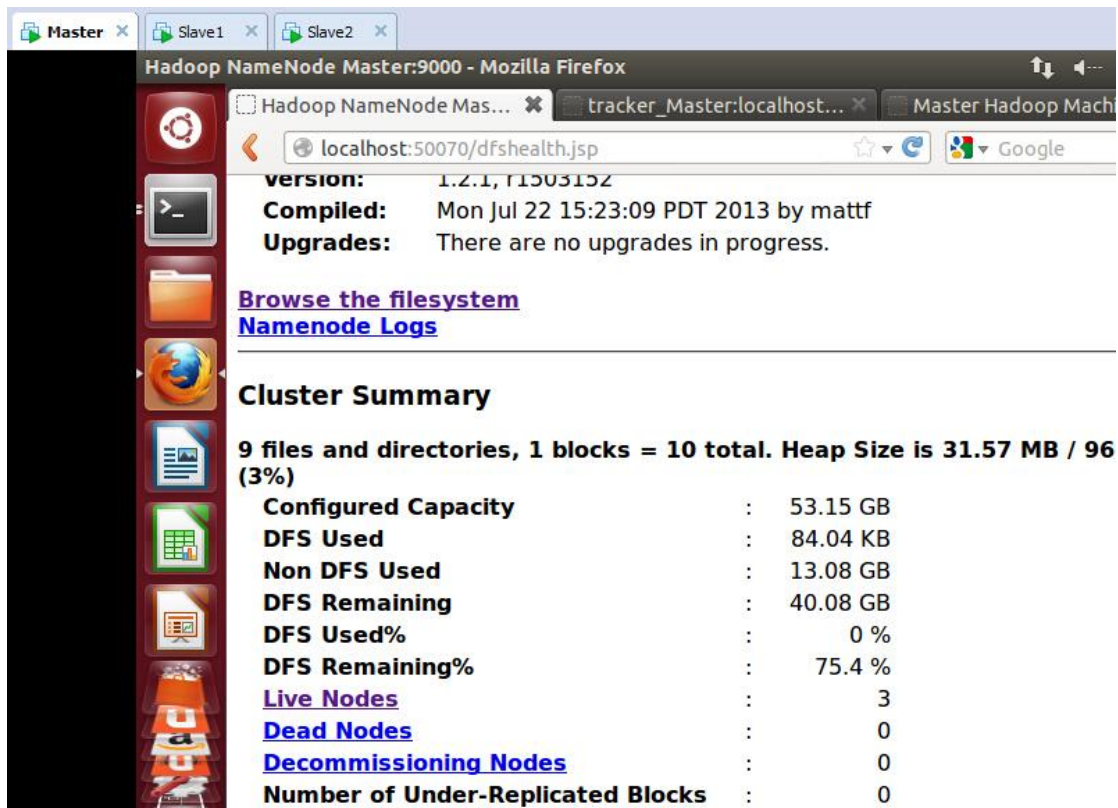 Master Slave1 Slave2
Hadoop NameNode Master:9000 - Mozilla Firefox
Hadoop NameNode Mas... tracker_Master:localhost... Master Hadoop Machi
localhost:50070/dfshealth.jsp Google
Version: 1.2.1, r1503152
Compiled: Mon Jul 22 15:23:09 PDT 2013 by mattf
Upgrades: There are no upgrades in progress.
Browse the filesystem
Namenode Logs
Cluster Summary
9 files and directories, 1 blocks = 10 total. Heap Size is 31.57 MB / 96
(3%)
Configured Capacity : 53.15 GB
DFS Used : 84.04 KB
Non DFS Used : 13.08 GB
DFS Remaining : 40.08 GB
DFS Used% : 0 %
DFS Remaining% : 75.4 %
Live Nodes : 3
Dead Nodes : 0
Decommissioning Nodes : 0
Number of Under-Replicated Blocks : 0